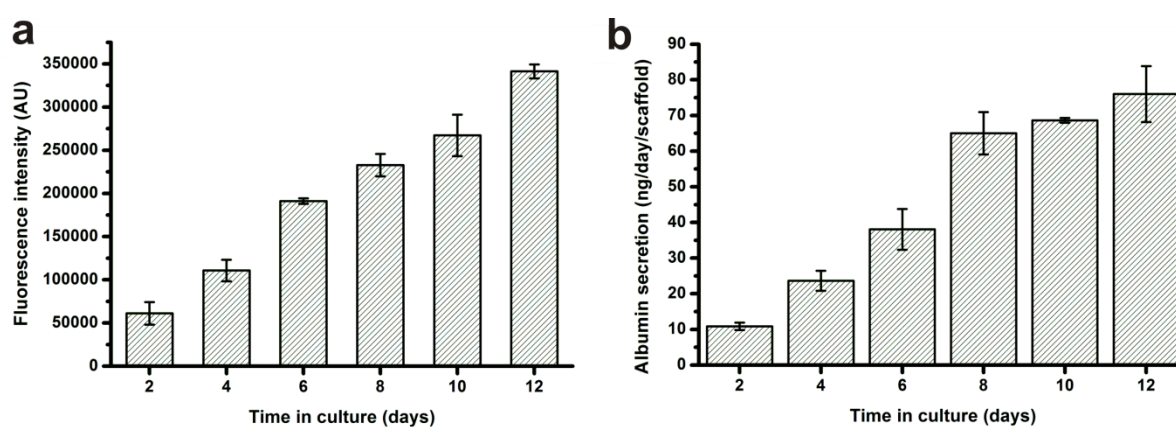 a
Fluorescence intensity (AU)
350000
300000
250000
200000
150000
100000
50000
0
2 4 6 8 10 12
Time in culture (days)
b
Albumin secretion (ng/day/scaffold)
90
80
70
60
50
40
30
20
10
0
2 4 6 8 10 12
Time in culture (days)